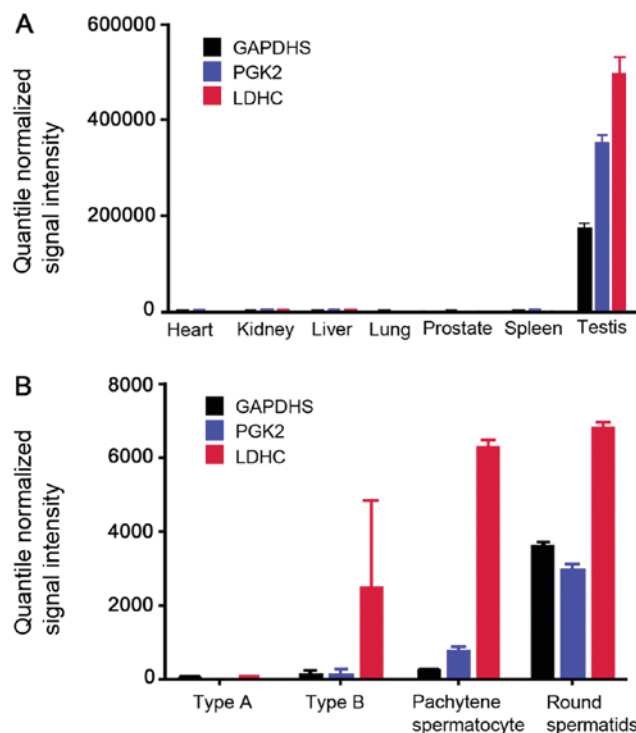 A
600000
400000
200000
0
Quantile normalized
signal intensity
GAPDHS
PGK2
LDHC
Heart Kidney Liver Lung Prostate Spleen Testis
B
8000
6000
4000
2000
0
Quantile normalized
signal intensity
GAPDHS
PGK2
LDHC
Type A Type B Pachytene Round
spermatocyte spermatids